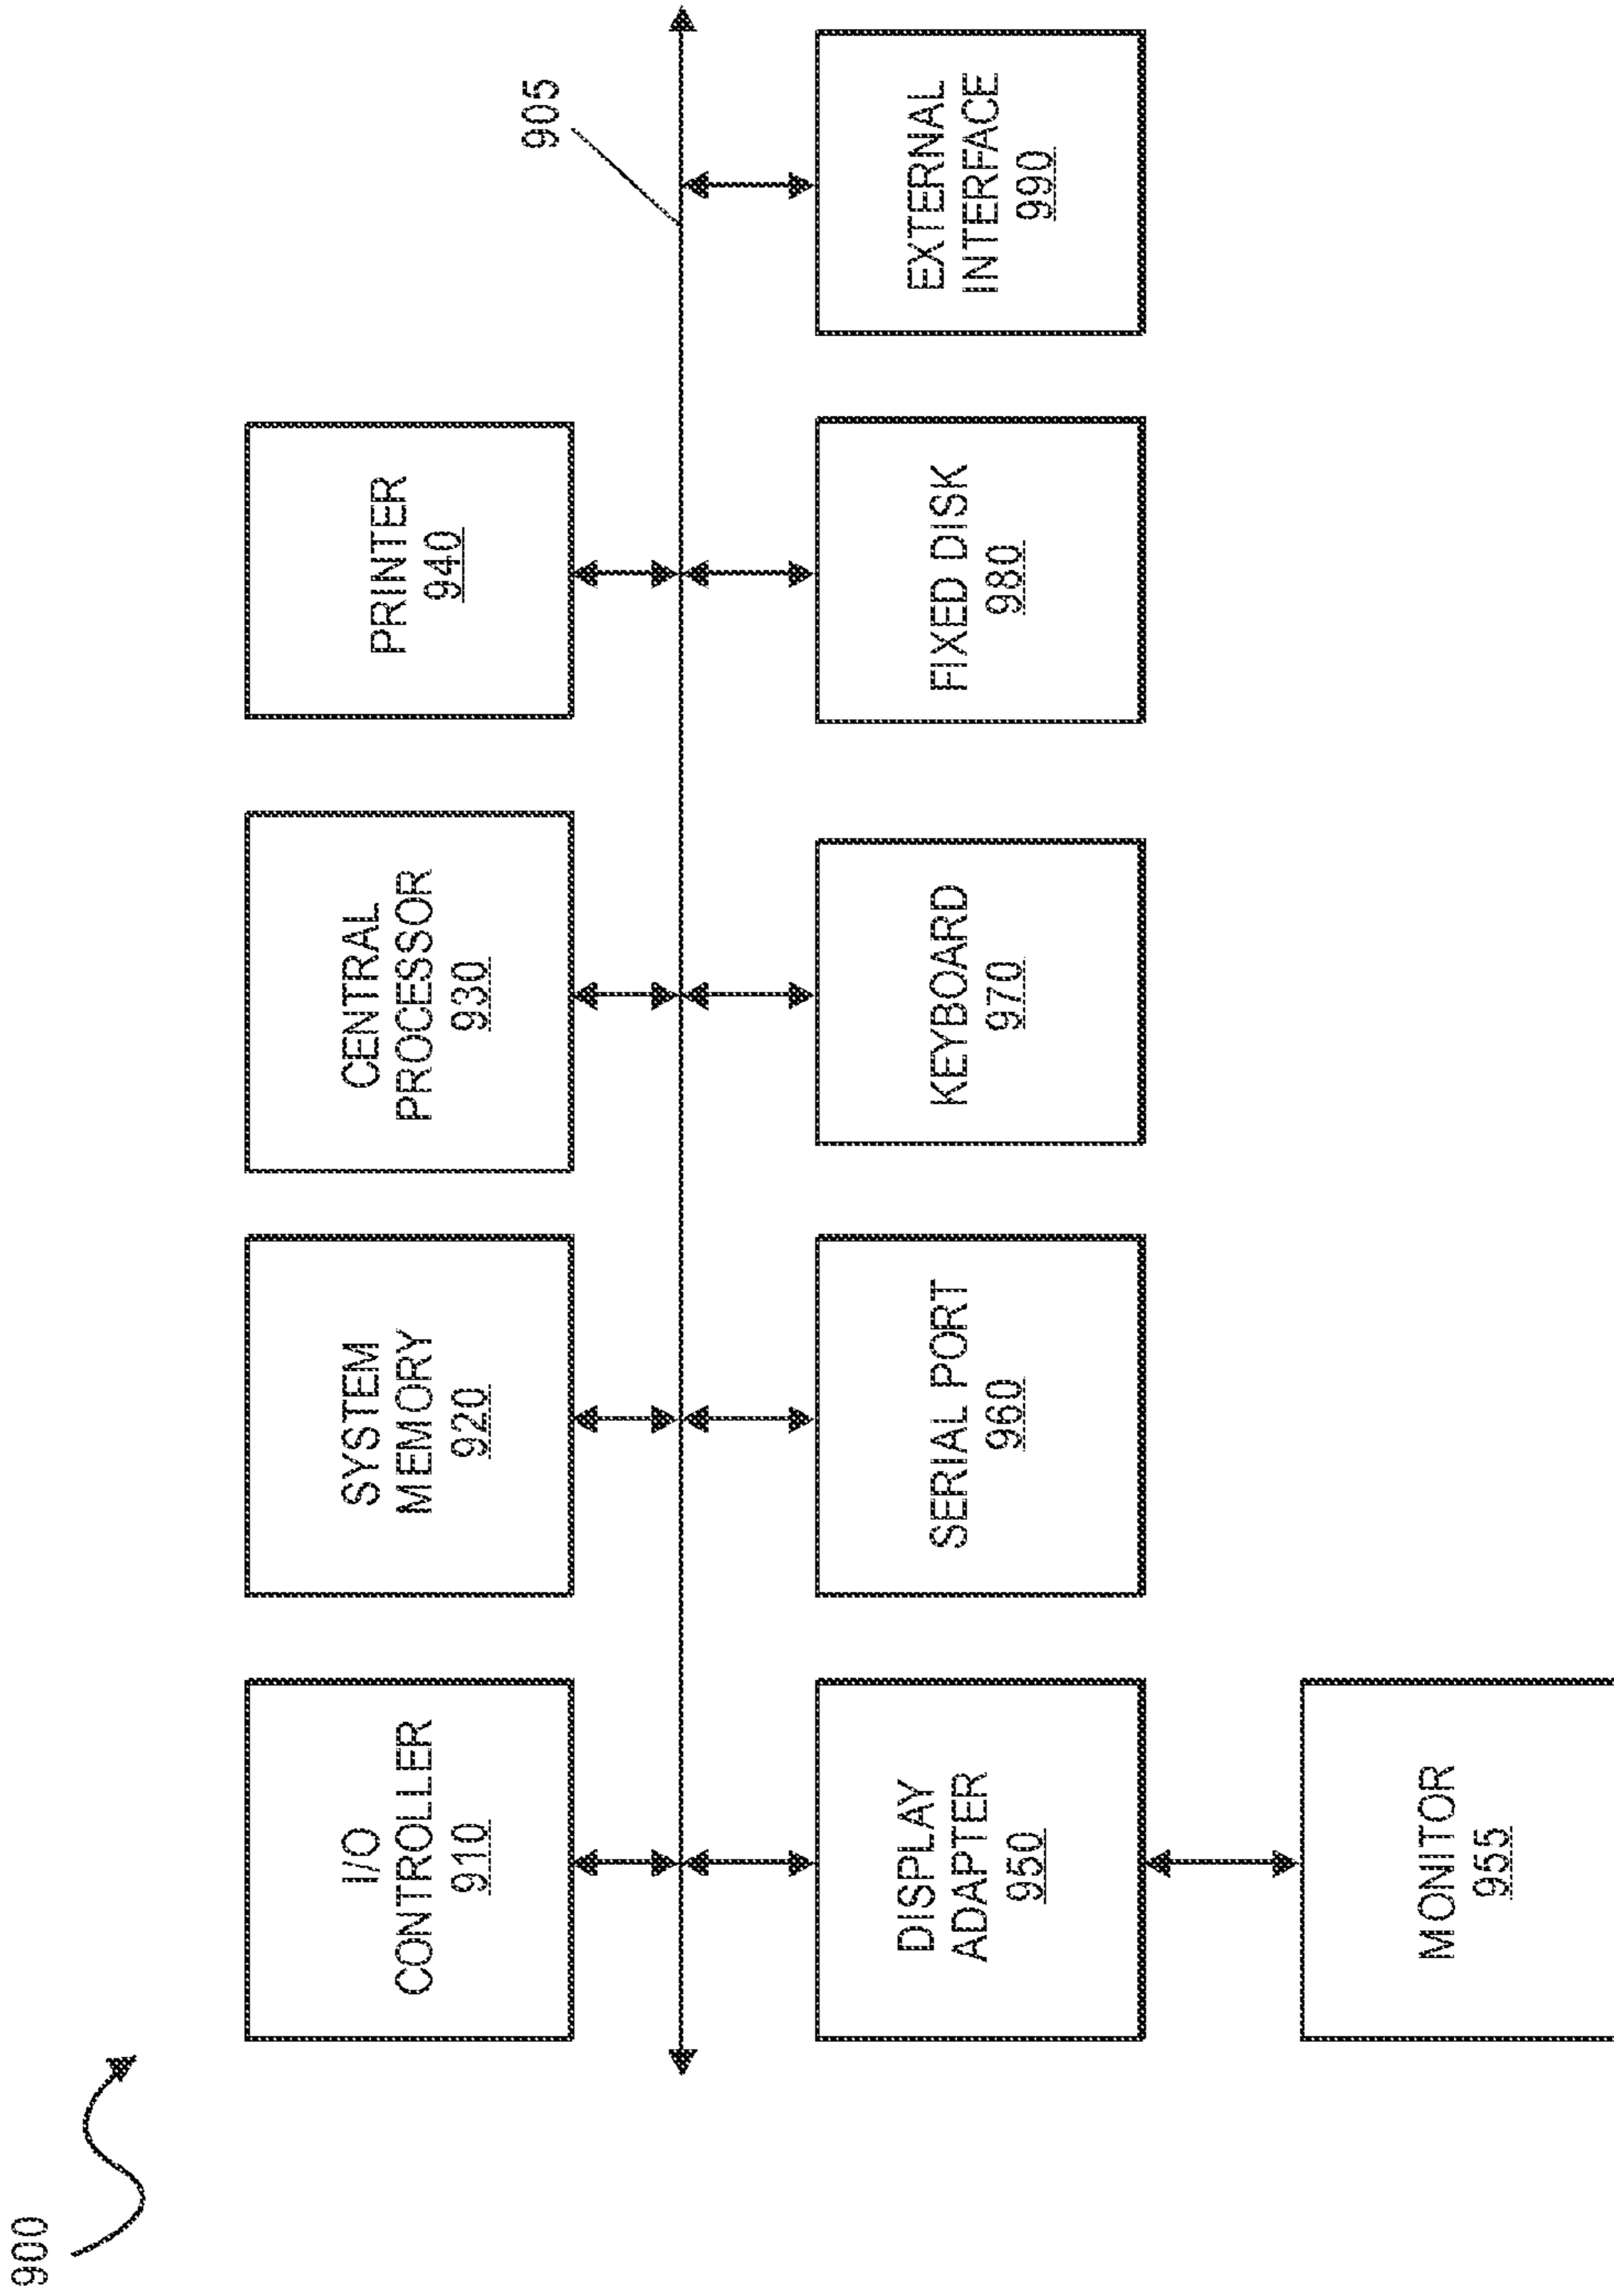 900
905
I/O
CONTROLLER
910
SYSTEM
MEMORY
920
CENTRAL
PROCESSOR
930
PRINTER
940
DISPLAY
ADAPTER
950
SERIAL PORT
960
KEYBOARD
970
FIXED DISK
980
EXTERNAL
INTERFACE
990
MONITOR
955